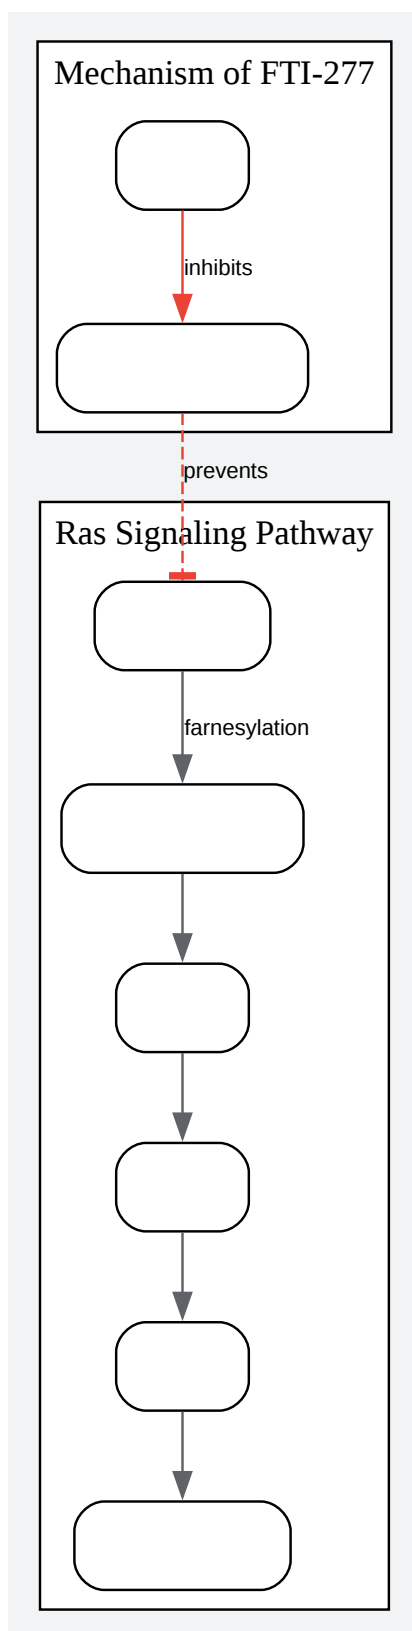 Mechanism of FTI-277
inhibits
prevents
Ras Signaling Pathway
farnesylation